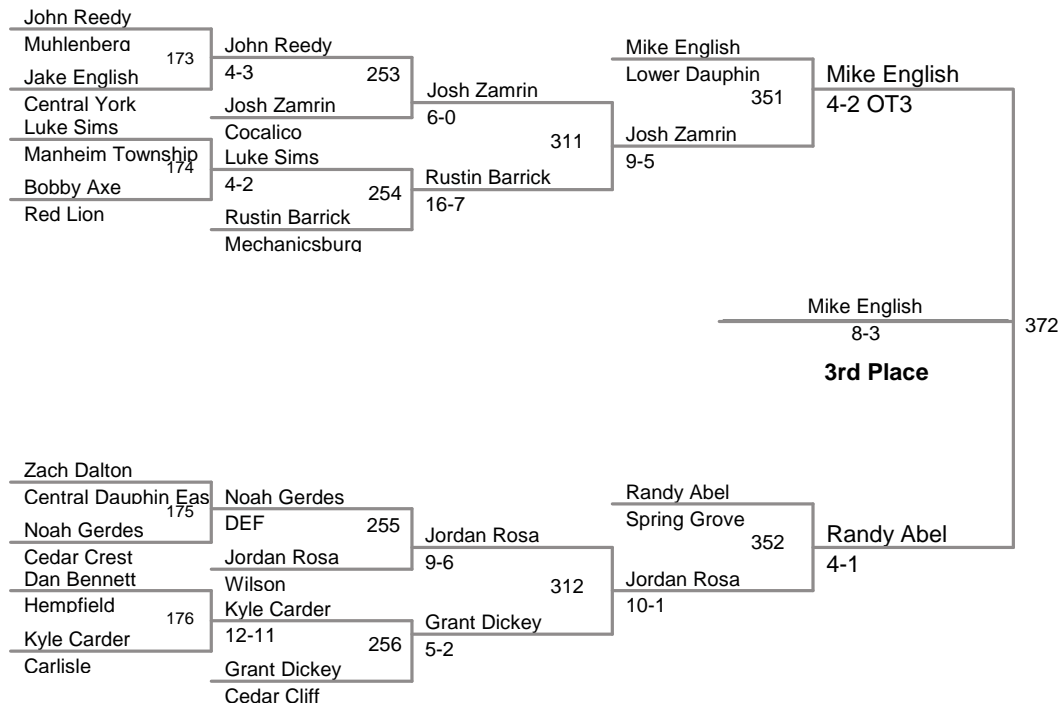 John Reedy
Muhlenberg
173
Jake English
Central York
Luke Sims
Manheim Township
174
Bobby Axe
Red Lion
John Reedy
4-3
253
Josh Zamrin
Cocalico
Luke Sims
4-2
254
Rustin Barrick
Mechanicsburg
Josh Zamrin
6-0
311
Rustin Barrick
16-7
Mike English
Lower Dauphin
351
Josh Zamrin
9-5
Mike English
4-2 OT3
Mike English
8-3
372
3rd Place
Zach Dalton
Central Dauphin Eas
175
Noah Gerdes
Cedar Crest
Dan Bennett
Hempfield
176
Kyle Carder
Carlisle
Noah Gerdes
DEF
255
Jordan Rosa
Wilson
Kyle Carder
12-11
256
Grant Dickey
Cedar Cliff
Jordan Rosa
9-6
312
Grant Dickey
5-2
Randy Abel
Spring Grove
352
Jordan Rosa
10-1
Randy Abel
4-1